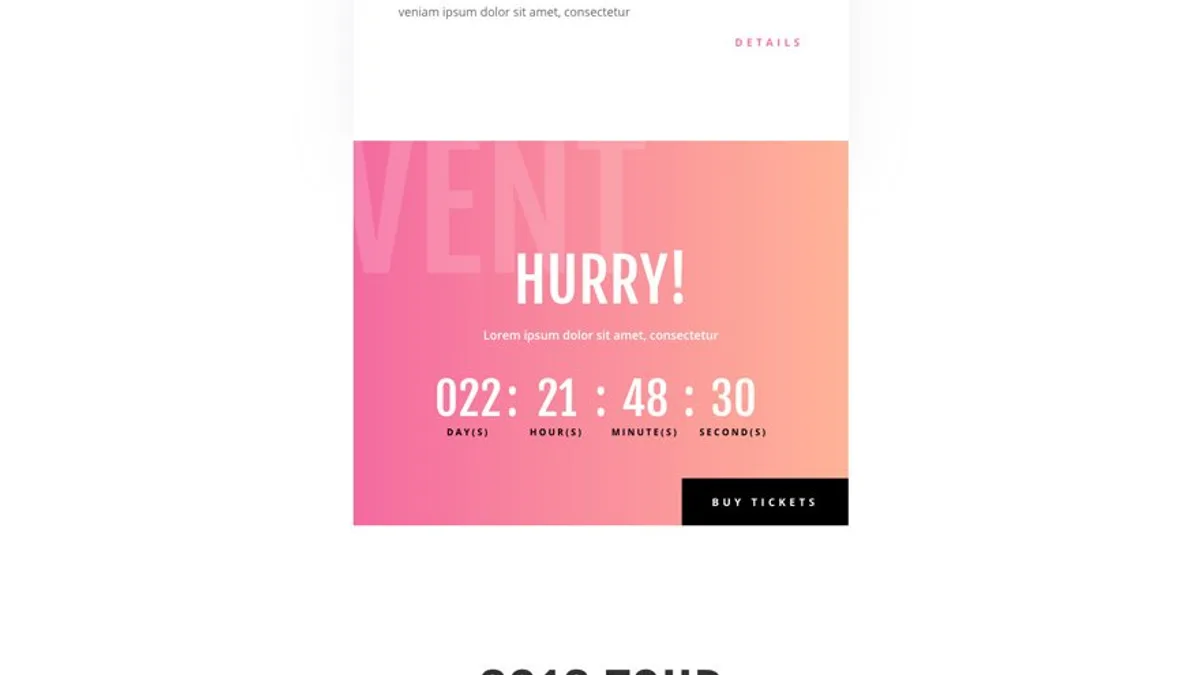 veniam ipsum dolor sit amet, consectetur
DETAILS
VENT
HURRY!
Lorem ipsum dolor sit amet, consectetur
022 : 21 : 48 : 30
DAY(S) HOUR(S) MINUTE(S) SECOND(S)
BUY TICKETS
TOUR